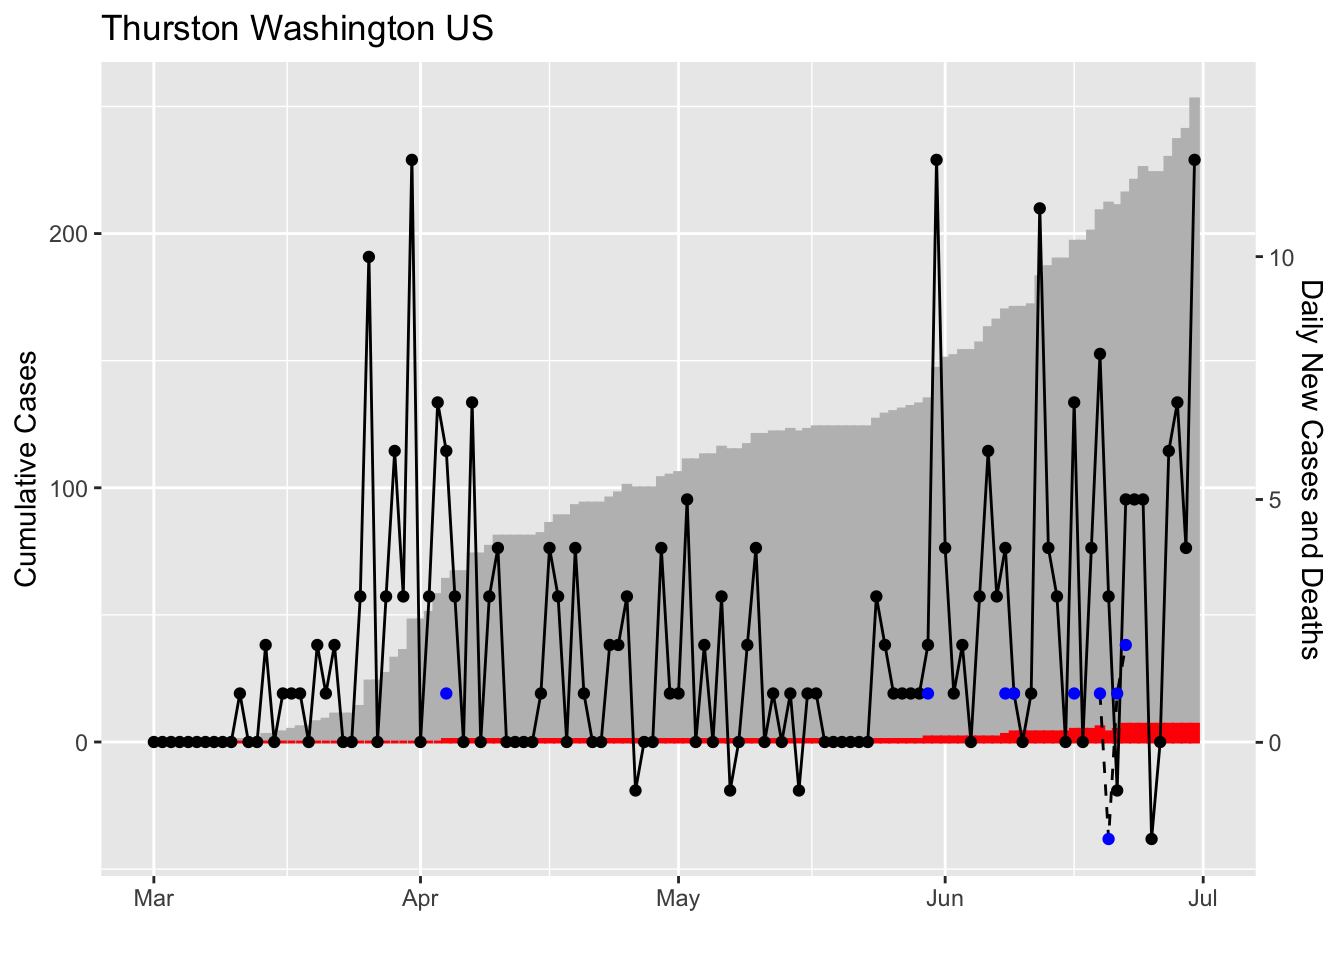 Thurston Washington US
Cumulative Cases
200
100
0
10
5
0
Daily New Cases and Deaths
Mar
Apr
May
Jun
Jul